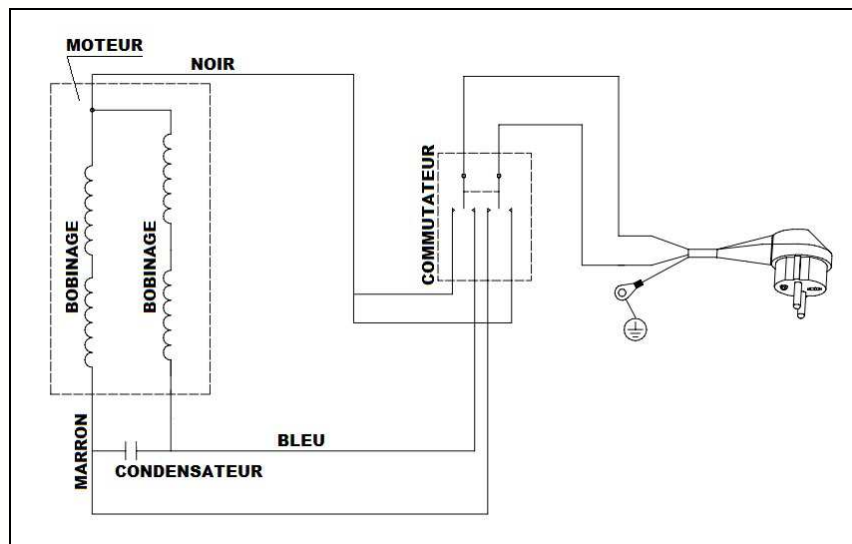 MOTEUR
NOIR
COMMUTATEUR
BOBINAGE
BOBINAGE
MARRON
BLEU
CONDENSATEUR